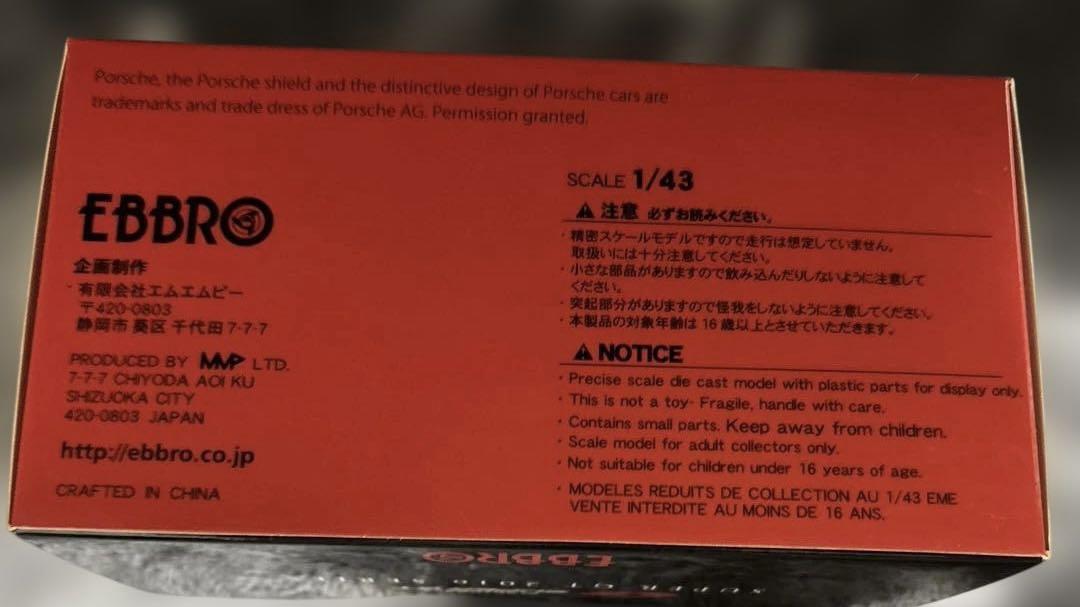 Porsche, the Porsche shield and the distinctive design of Porsche cars are
trademarks and trade dress of Porsche AG. Permission granted.
EBBRO
企画制作
有限会社エムエムピー
〒420-0803
静岡市 葵区 千代田 7-7-7
PRODUCED BY MMP LTD.
7-7-7 CHIYODA AOI KU
SHIZUOKA CITY
420-0803 JAPAN
http://ebbro.co.jp
CRAFTED IN CHINA
SCALE 1/43
注意 必ずお読みください。
・精密スケールモデルですので走行は想定していません。
取扱いには十分注意してください。
・小さな部品がありますので飲み込んだりしないように注意して
ください。
・突起部分がありますので怪我をしないように注意してください。
・本製品の対象年齢は 16 歳以上とさせていただきます。
NOTICE
・Precise scale die cast model with plastic parts for display only.
・This is not a toy- Fragile, handle with care.
・Contains small parts. Keep away from children.
・Scale model for adult collectors only.
・Not suitable for children under 16 years of age.
・MODELES REDUITS DE COLLECTION AU 1/43 EME
VENTE INTERDITE AU MOINS DE 16 ANS.
EBBRO
SUPER GT 2010 SERIES